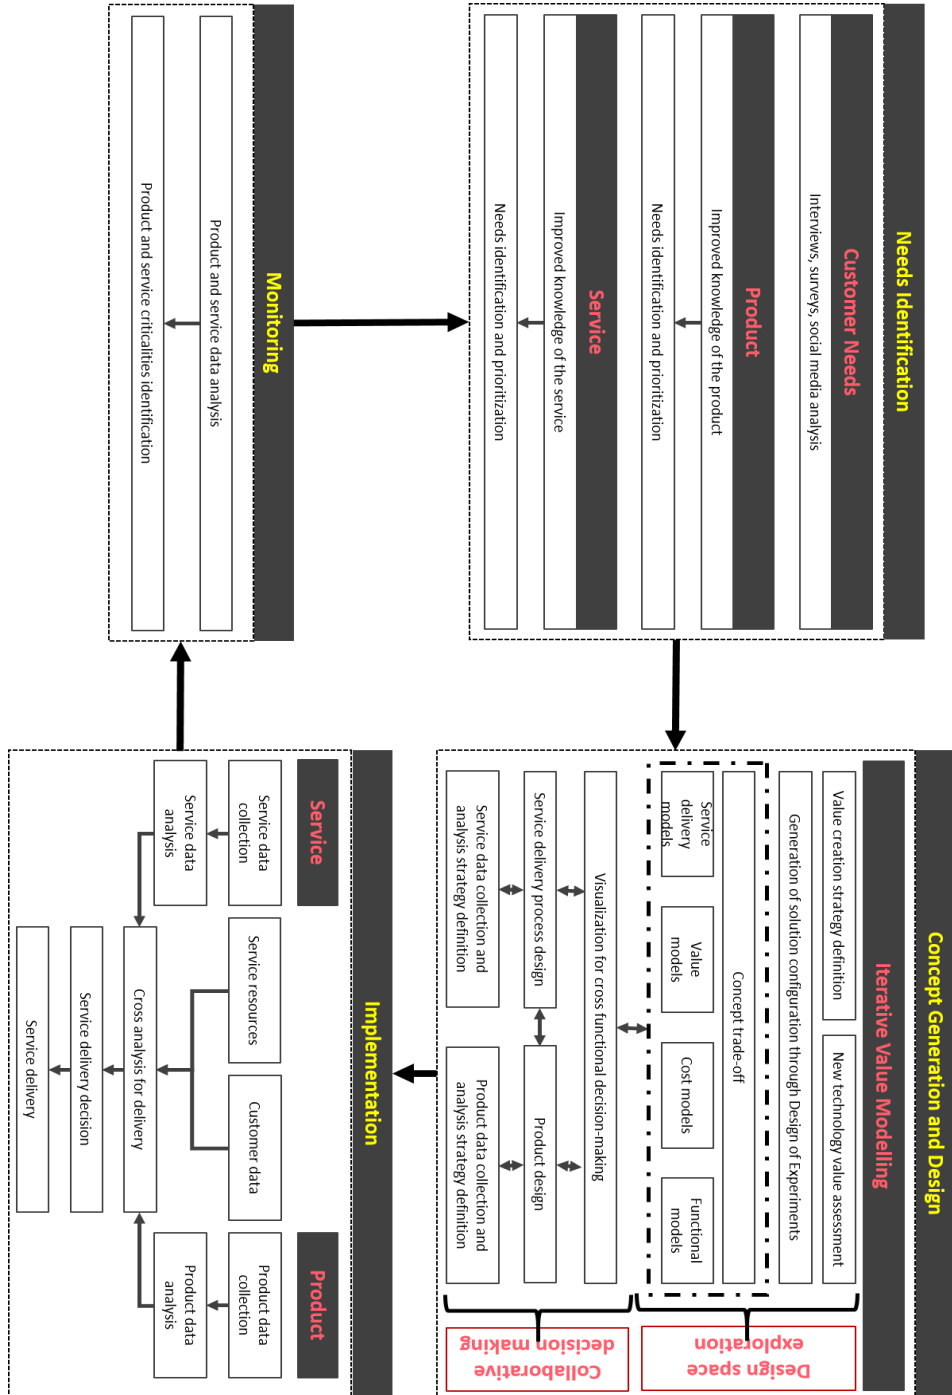 Needs Identification
Customer Needs
Interviews, surveys, social media analysis
Product
Improved knowledge of the product
Needs identification and prioritization
Service
Improved knowledge of the service
Needs identification and prioritization
Concept Generation and Design
Iterative Value Modelling
Value creation strategy definition
New technology value assessment
Generation of solution configuration through Design of Experiments
Concept trade-off
Service
delivery
models
Value
models
Cost models
Functional
models
Design space
exploration
Visualization for cross functional decision-making
Service delivery process design
Product design
Service data collection and
analysis strategy definition
Product data collection and
analysis strategy definition
Collaborative
decision making
Monitoring
Product and service data analysis
Product and service criticalities identification
Implementation
Service
Product
Service data
collection
Service resources
Customer data
Product data
collection
Service data
analysis
Product data
analysis
Cross analysis for delivery
Service delivery decision
Service delivery